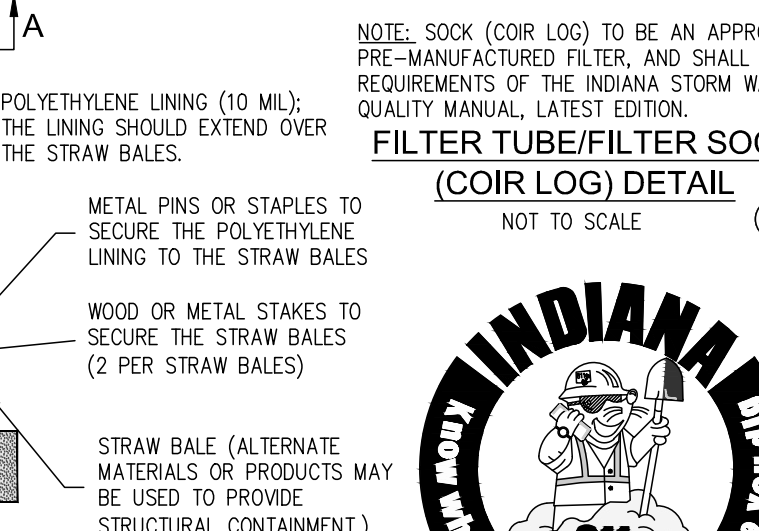 A
POLYETHYLENE LINING (10 MIL);
THE LINING SHOULD EXTEND OVER
THE STRAW BALES.
METAL PINS OR STAPLES TO
SECURE THE POLYETHYLENE
LINING TO THE STRAW BALES
WOOD OR METAL STAKES TO
SECURE THE STRAW BALES
(2 PER STRAW BALES)
STRAW BALE (ALTERNATE
MATERIALS OR PRODUCTS MAY
BE USED TO PROVIDE
STRUCTURAL CONTAINMENT.)
NOTE: SOCK (COIR LOG) TO BE AN
PRE-MANUFACTURED FILTER, AND SHALL
REQUIREMENTS OF THE INDIANA STORM
QUALITY MANUAL, LATEST EDITION.
FILTER TUBE/FILTER
(COIR LOG) DETAIL
NOT TO SCALE
INDIANA
Know